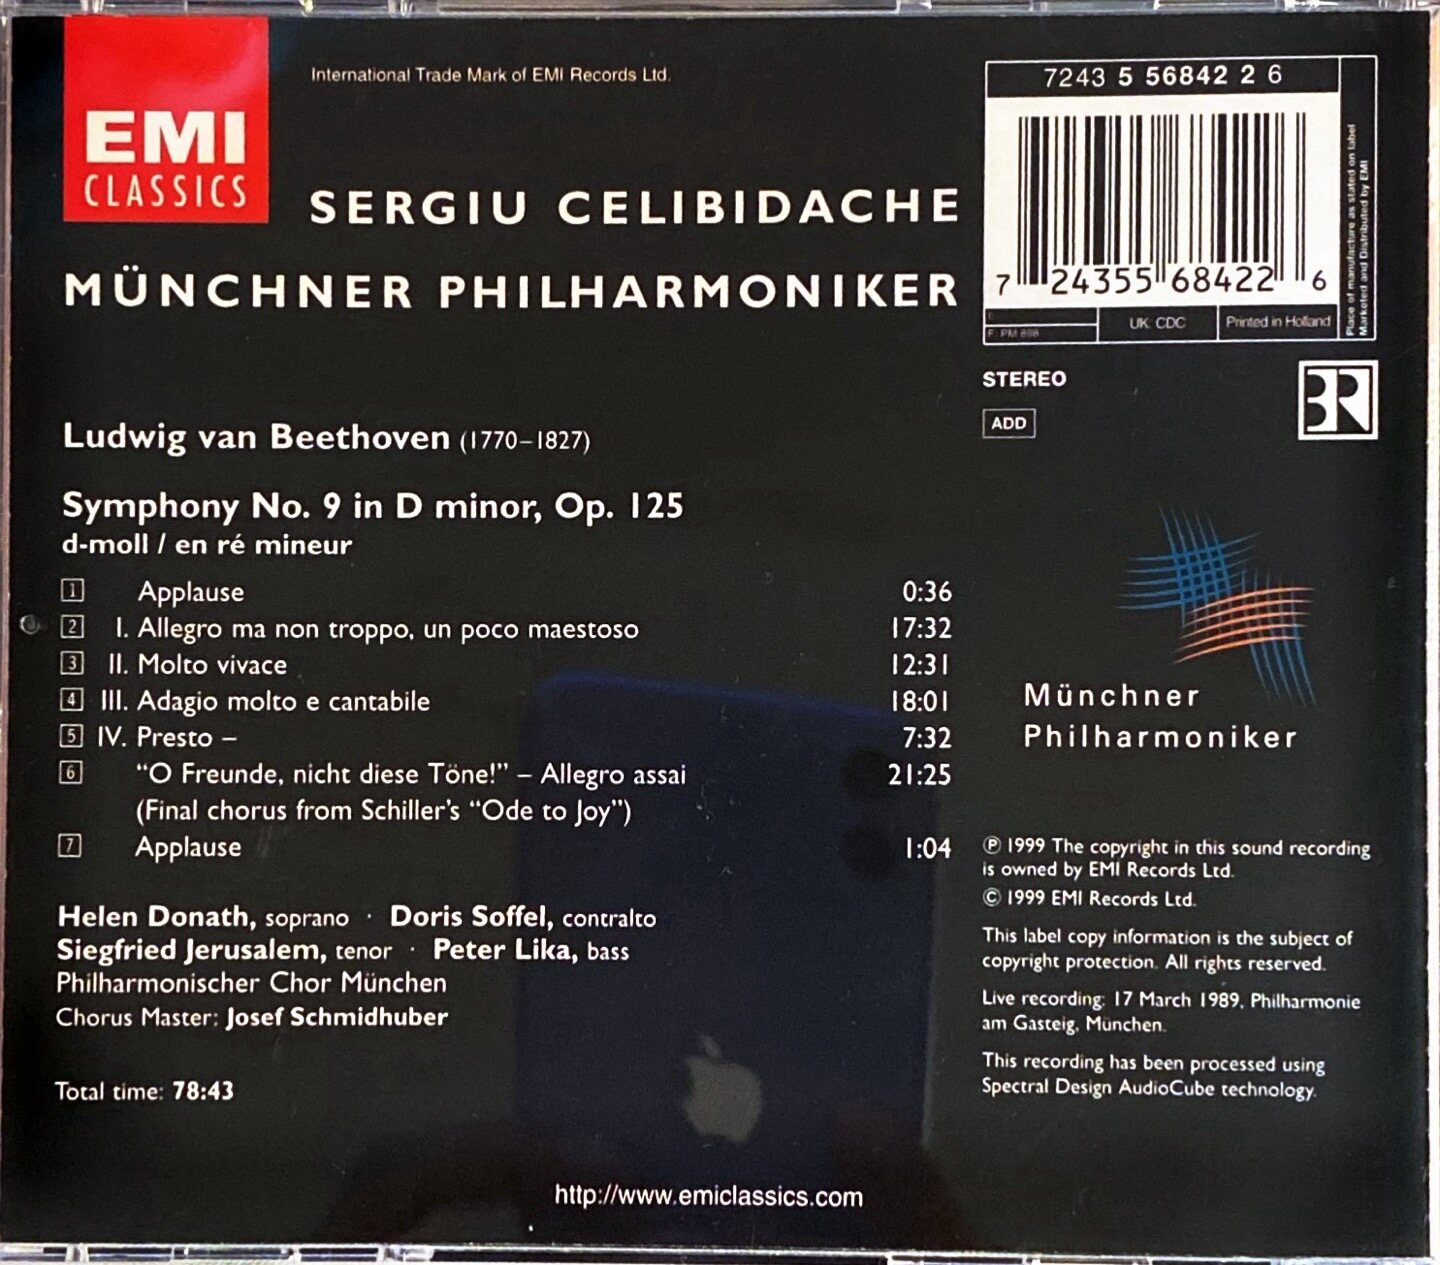 International Trade Mark of EMI Records Ltd.
EMI
CLASSICS
SERGIU CELIBIDACHE
MÜNCHNER PHILHARMONIKER
7243 5 56842 2 6
7 24355 68422 6
UK: CDC
Printed in Holland
Place of manufacture as stated on label
Marketed and Distributed by EMI
STEREO
ADD
BR
Ludwig van Beethoven (1770–1827)
Symphony No. 9 in D minor, Op. 125
d-moll / en ré mineur
1 Applause 0:36
2 I. Allegro ma non troppo, un poco maestoso 17:32
3 II. Molto vivace 12:31
4 III. Adagio molto e cantabile 18:01
5 IV. Presto – 7:32
6 “O Freunde, nicht diese Töne!” – Allegro assai 21:25
(Final chorus from Schiller's “Ode to Joy”)
7 Applause 1:04
Helen Donath, soprano · Doris Soffel, contralto
Siegfried Jerusalem, tenor · Peter Lika, bass
Philharmonischer Chor München
Chorus Master: Josef Schmidhuber
Total time: 78:43
Münchner
Philharmoniker
℗ 1999 The copyright in this sound recording
is owned by EMI Records Ltd.
© 1999 EMI Records Ltd.
This label copy information is the subject of
copyright protection. All rights reserved.
Live recording: 17 March 1989, Philharmonie
am Gasteig, München.
This recording has been processed using
Spectral Design AudioCube technology.
http://www.emiclassics.com